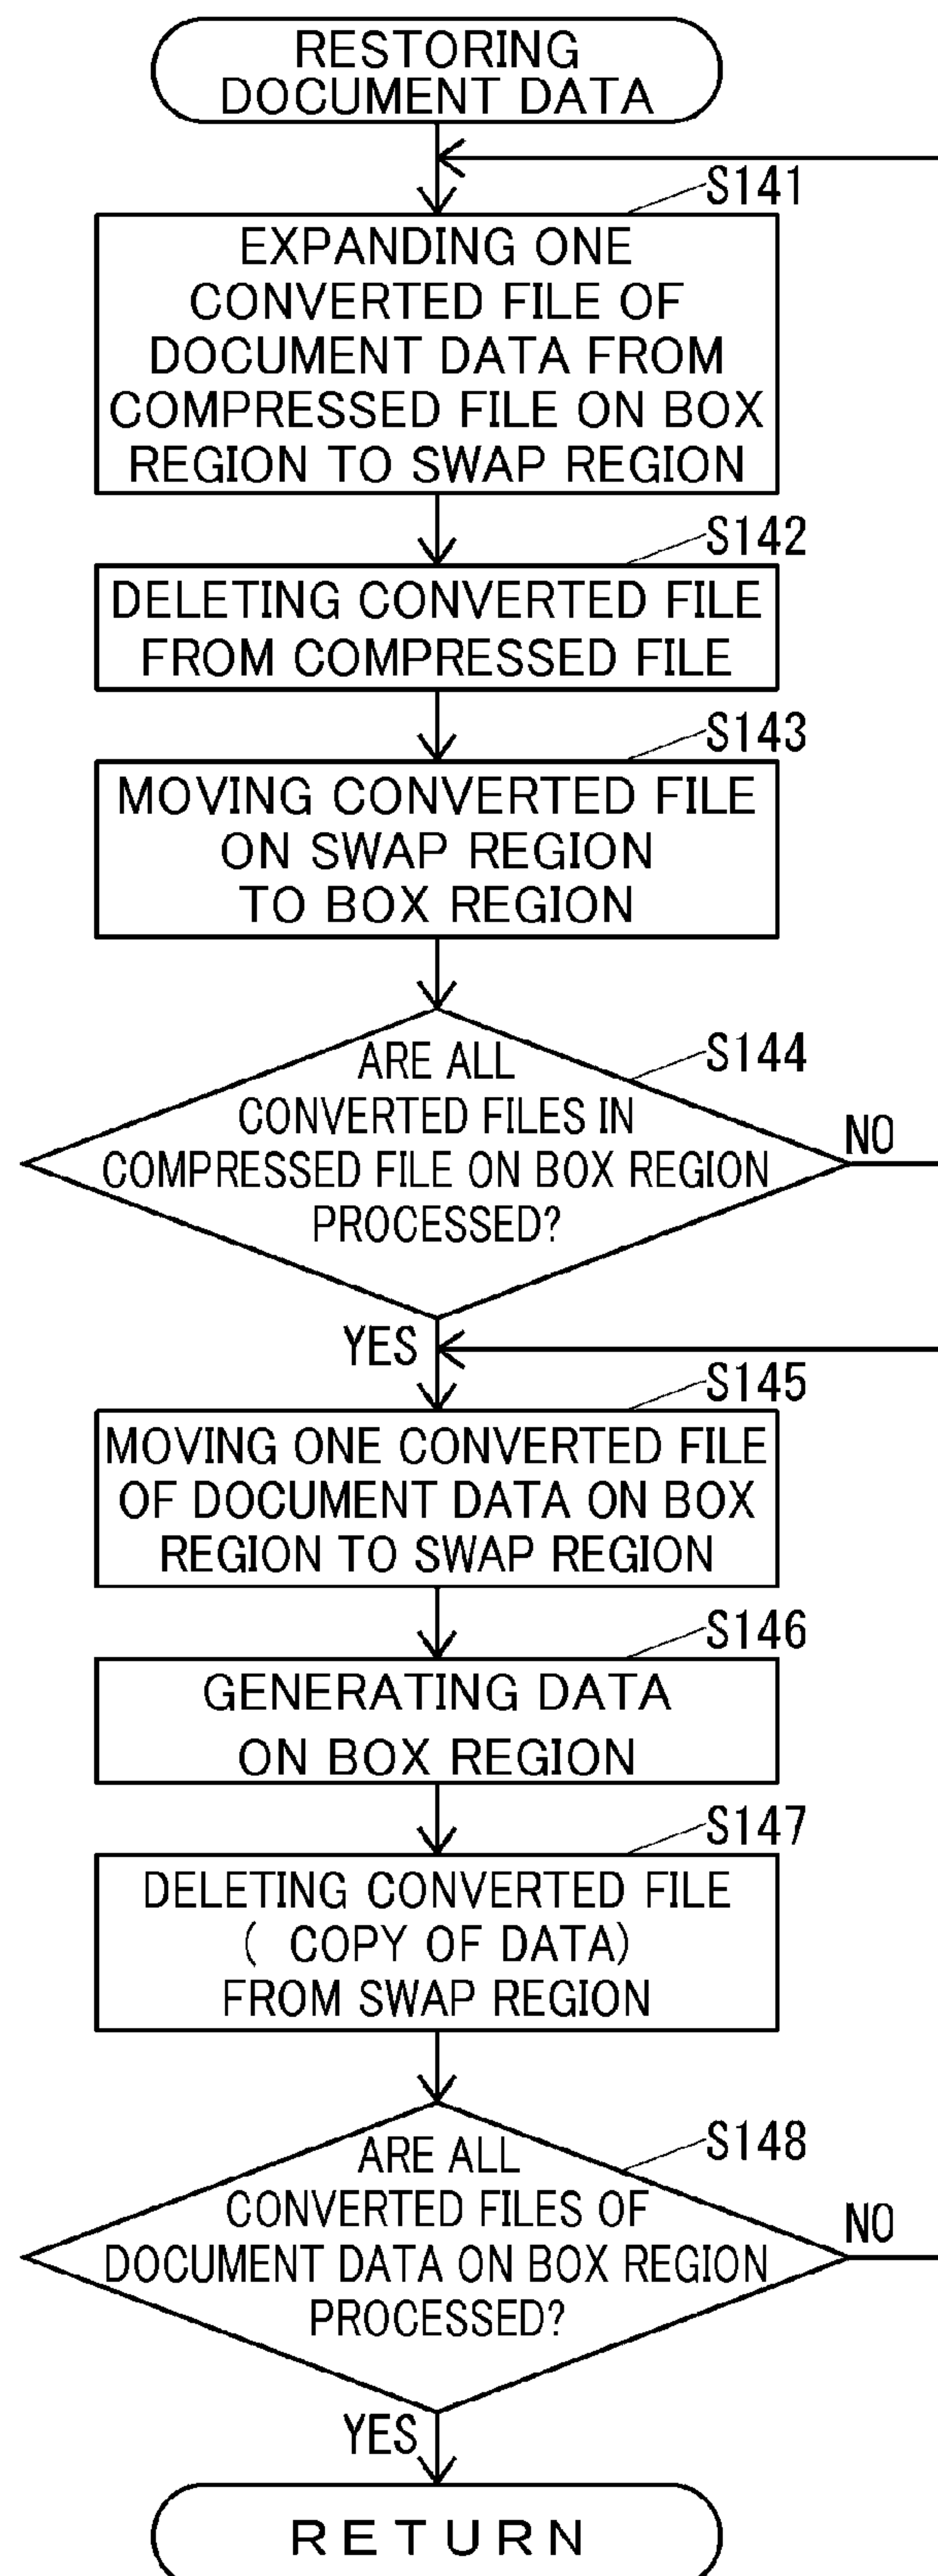 RESTORING
DOCUMENT DATA
S141
EXPANDING ONE
CONVERTED FILE OF
DOCUMENT DATA FROM
COMPRESSED FILE ON BOX
REGION TO SWAP REGION
S142
DELETING CONVERTED FILE
FROM COMPRESSED FILE
S143
MOVING CONVERTED FILE
ON SWAP REGION
TO BOX REGION
S144
ARE ALL
CONVERTED FILES IN
COMPRESSED FILE ON BOX REGION
PROCESSED?
NO
YES
S145
MOVING ONE CONVERTED FILE
OF DOCUMENT DATA ON BOX
REGION TO SWAP REGION
S146
GENERATING DATA
ON BOX REGION
S147
DELETING CONVERTED FILE
( COPY OF DATA)
FROM SWAP REGION
S148
ARE ALL
CONVERTED FILES OF
DOCUMENT DATA ON BOX REGION
PROCESSED?
NO
YES
RETURN